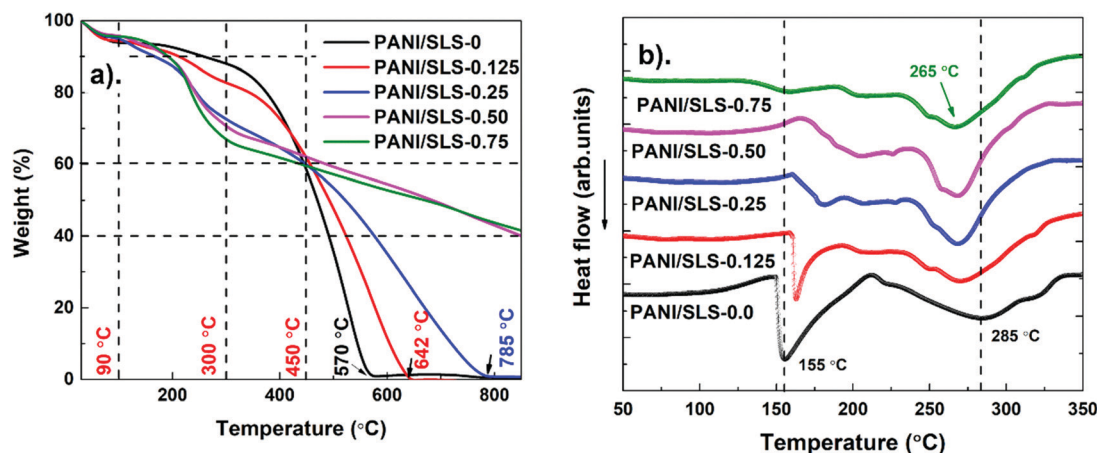 a).
PANI/SLS-0
PANI/SLS-0.125
PANI/SLS-0.25
PANI/SLS-0.50
PANI/SLS-0.75
Weight (%)
100
80
60
40
20
0
90 °C
300 °C
450 °C
570 °C
642 °C
785 °C
200
400
600
800
Temperature (°C)
b).
265 °C
PANI/SLS-0.75
PANI/SLS-0.50
PANI/SLS-0.25
PANI/SLS-0.125
PANI/SLS-0.0
155 °C
285 °C
Heat flow (arb.units)
50
100
150
200
250
300
350
Temperature (°C)